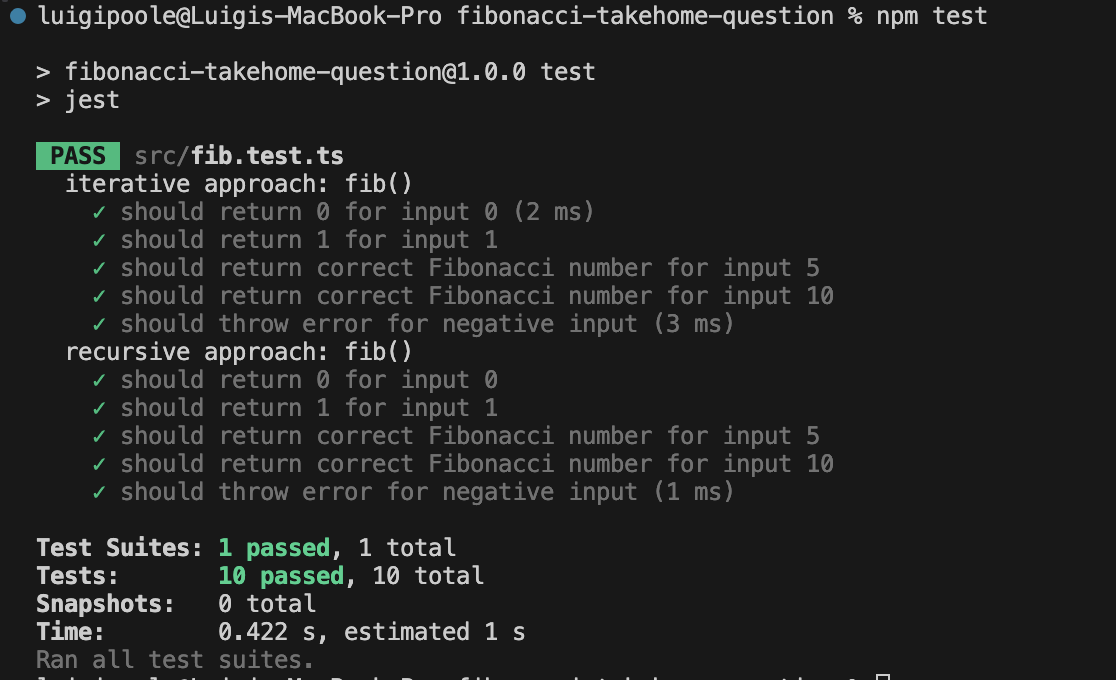 luigipoole@Luigis-MacBook-Pro fibonacci-takehome-question % npm test
> fibonacci-takehome-question@1.0.0 test
> jest
PASS src/fib.test.ts
iterative approach: fib()
✓ should return 0 for input 0 (2 ms)
✓ should return 1 for input 1
✓ should return correct Fibonacci number for input 5
✓ should return correct Fibonacci number for input 10
✓ should throw error for negative input (3 ms)
recursive approach: fib()
✓ should return 0 for input 0
✓ should return 1 for input 1
✓ should return correct Fibonacci number for input 5
✓ should return correct Fibonacci number for input 10
✓ should throw error for negative input (1 ms)
Test Suites: 1 passed, 1 total
Tests: 10 passed, 10 total
Snapshots: 0 total
Time: 0.422 s, estimated 1 s
Ran all test suites.